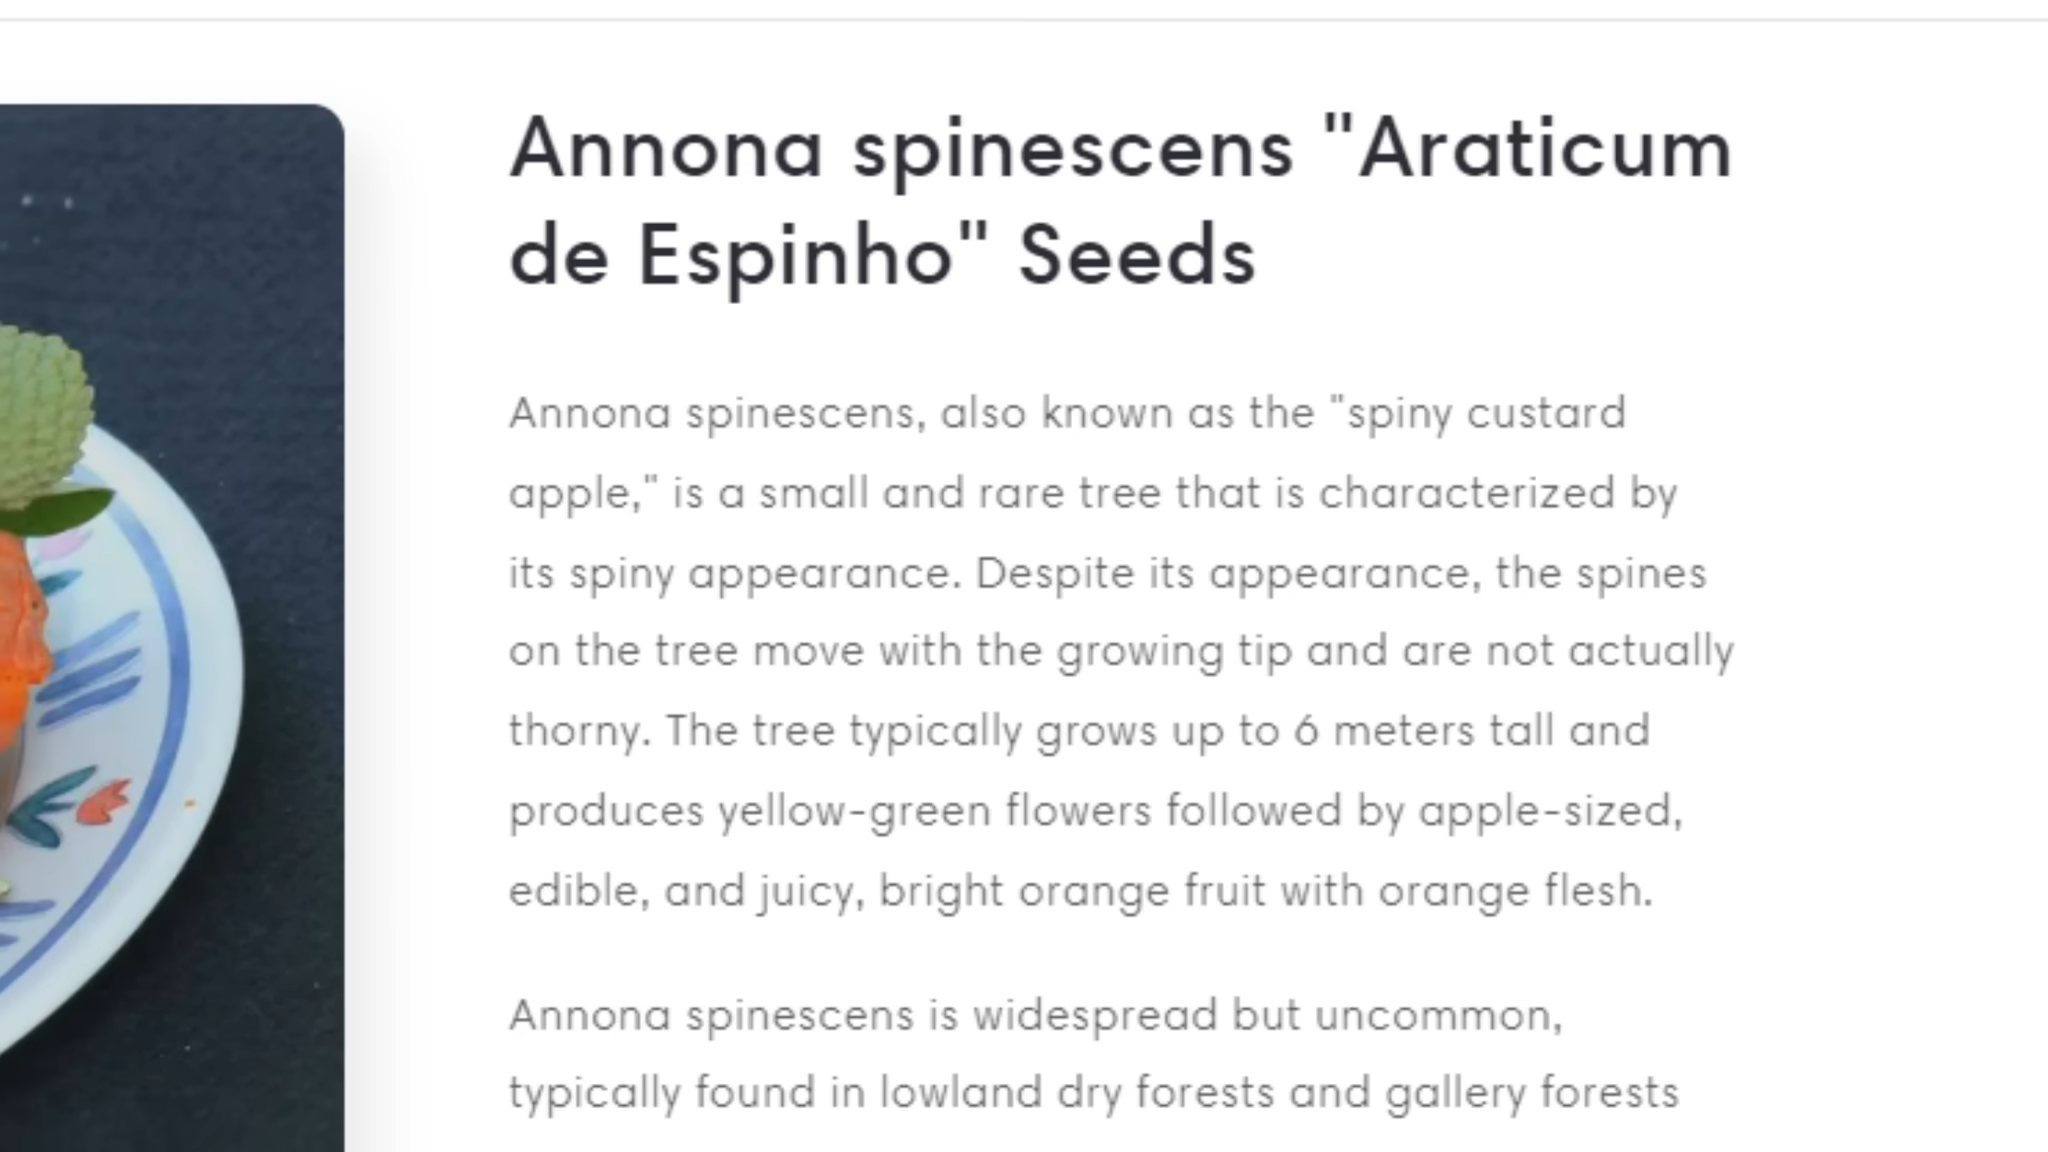 Annona spinescens "Araticum
de Espinho" Seeds
Annona spinescens, also known as the "spiny custard
apple," is a small and rare tree that is characterized by
its spiny appearance. Despite its appearance, the spines
on the tree move with the growing tip and are not actually
thorny. The tree typically grows up to 6 meters tall and
produces yellow-green flowers followed by apple-sized,
edible, and juicy, bright orange fruit with orange flesh.
Annona spinescens is widespread but uncommon,
typically found in lowland dry forests and gallery forests